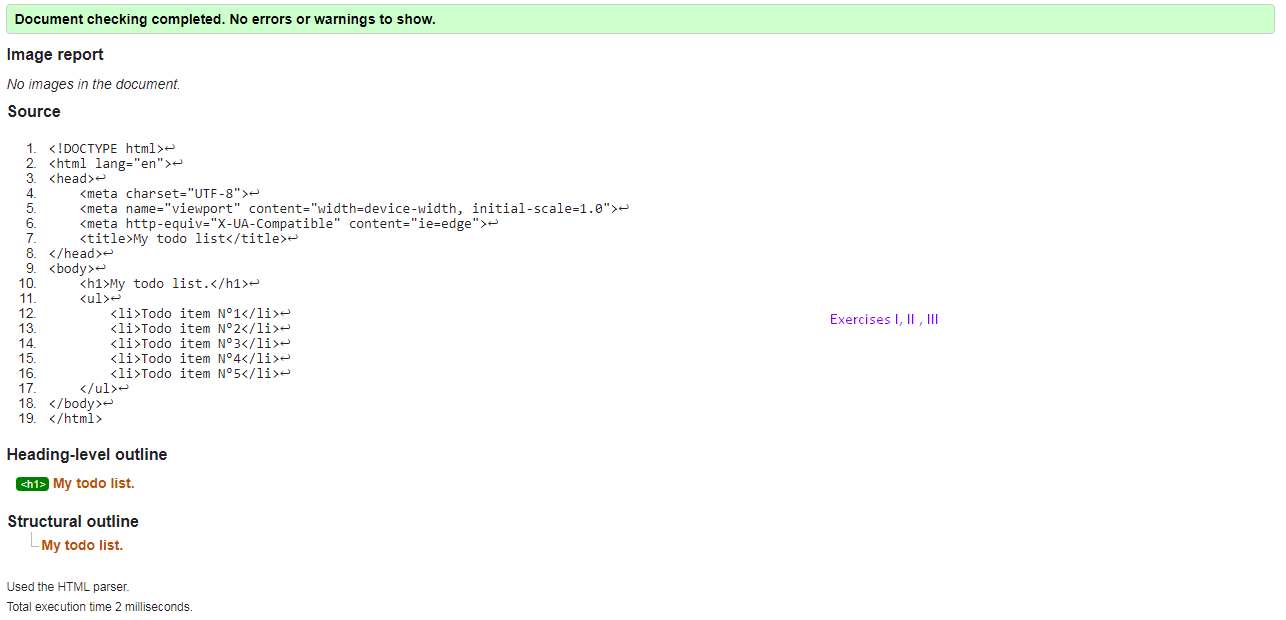 Document checking completed. No errors or warnings to show.
Image report
No images in the document.
Source
1. <!DOCTYPE html>↩
2. <html lang="en">↩
3. <head>↩
4.     <meta charset="UTF-8">↩
5.     <meta name="viewport" content="width=device-width, initial-scale=1.0">↩
6.     <meta http-equiv="X-UA-Compatible" content="ie=edge">↩
7.     <title>My todo list</title>↩
8. </head>↩
9. <body>↩
10.     <h1>My todo list.</h1>↩
11.     <ul>↩
12.         <li>Todo item N°1</li>↩
13.         <li>Todo item N°2</li>↩
Exercises I, II , III
14.         <li>Todo item N°3</li>↩
15.         <li>Todo item N°4</li>↩
16.         <li>Todo item N°5</li>↩
17.     </ul>↩
18. </body>↩
19. </html>
Heading-level outline
<h1> My todo list.
Structural outline
My todo list.
Used the HTML parser.
Total execution time 2 milliseconds.